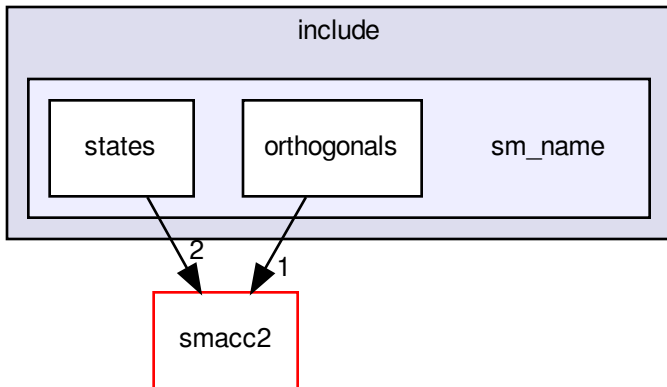 include
states
orthogonals
sm_name
2
1
smacc2